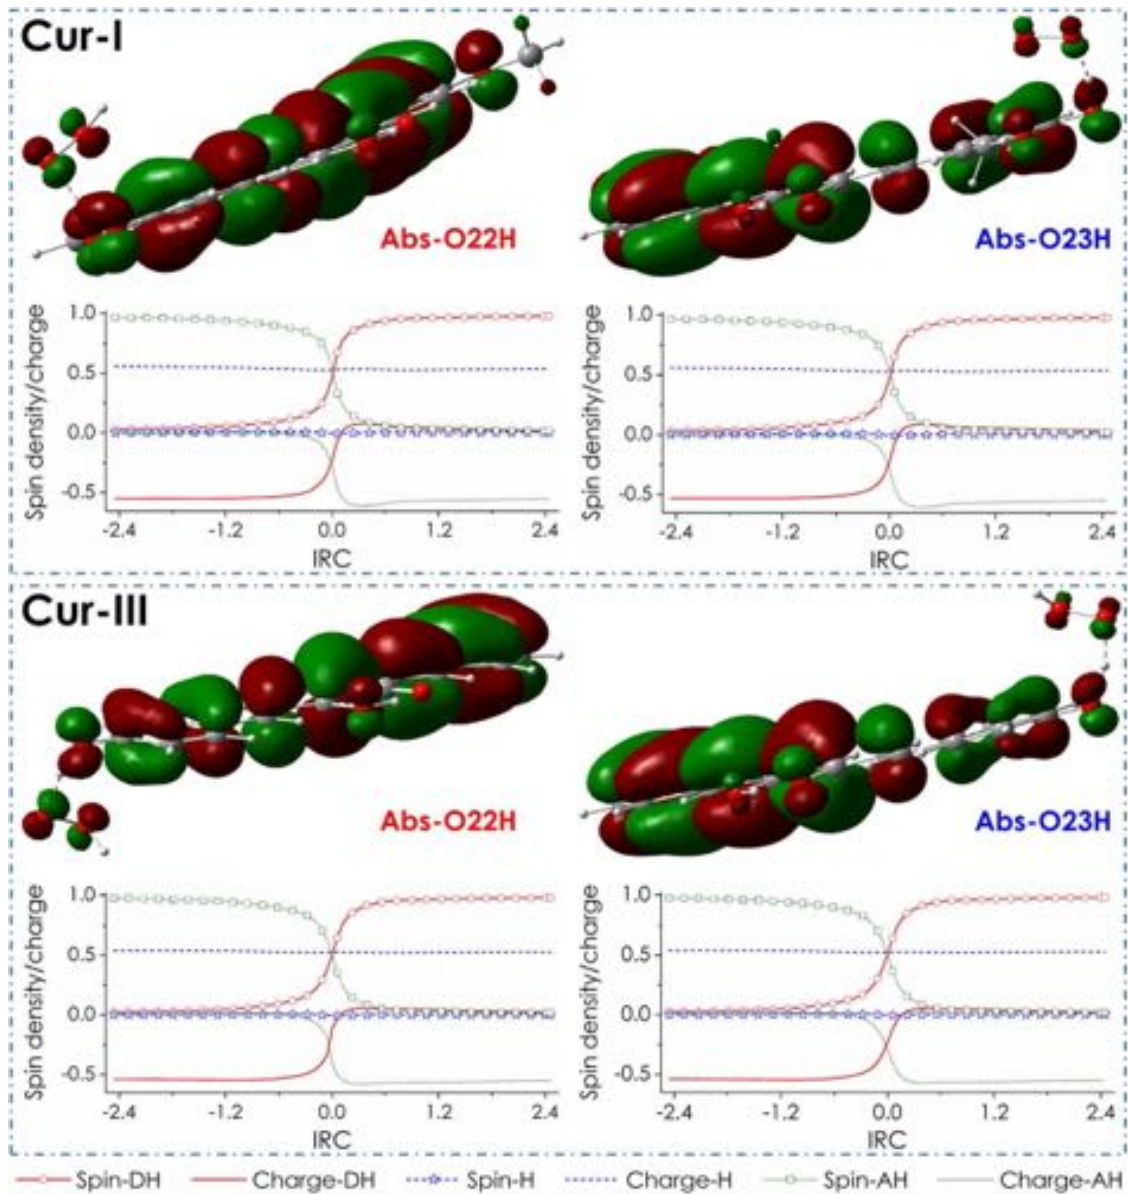 Cur-I
Abs-O22H
Abs-O23H
Spin density/charge
1.0
0.5
0.0
-0.5
-2.4 -1.2 0.0 1.2 2.4
IRC
Spin density/charge
1.0
0.5
0.0
-0.5
-2.4 -1.2 0.0 1.2 2.4
IRC
Cur-III
Abs-O22H
Abs-O23H
Spin density/charge
1.0
0.5
0.0
-0.5
-2.4 -1.2 0.0 1.2 2.4
IRC
Spin density/charge
1.0
0.5
0.0
-0.5
-2.4 -1.2 0.0 1.2 2.4
IRC
Spin-DH Charge-DH Spin-H Charge-H Spin-AH Charge-AH